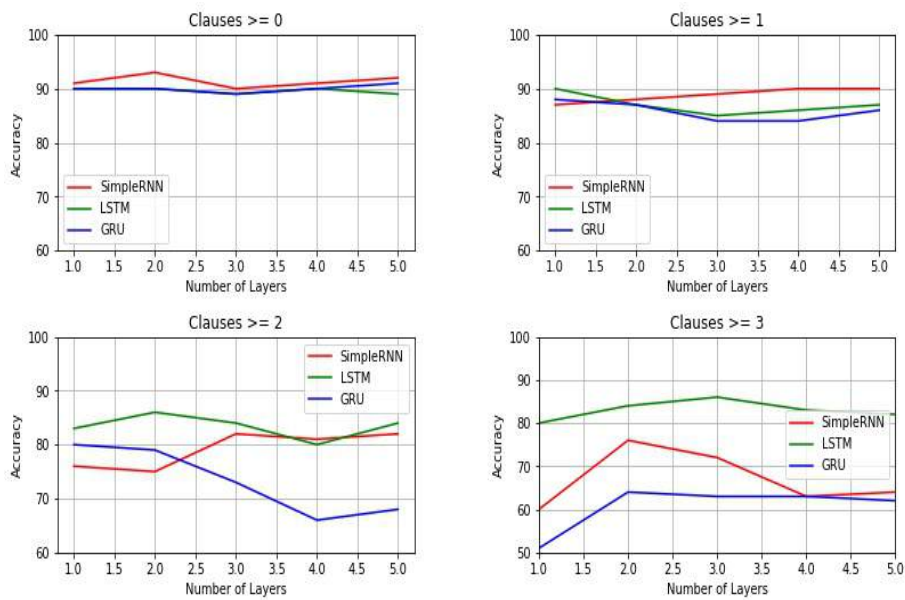 Clauses >= 0
100
90
80
70
60
Accuracy
SimpleRNN
LSTM
GRU
1.0 1.5 2.0 2.5 3.0 3.5 4.0 4.5 5.0
Number of Layers
Clauses >= 1
100
90
80
70
60
Accuracy
SimpleRNN
LSTM
GRU
1.0 1.5 2.0 2.5 3.0 3.5 4.0 4.5 5.0
Number of Layers
Clauses >= 2
100
90
80
70
60
Accuracy
SimpleRNN
LSTM
GRU
1.0 1.5 2.0 2.5 3.0 3.5 4.0 4.5 5.0
Number of Layers
Clauses >= 3
100
90
80
70
60
50
Accuracy
SimpleRNN
LSTM
GRU
1.0 1.5 2.0 2.5 3.0 3.5 4.0 4.5 5.0
Number of Layers